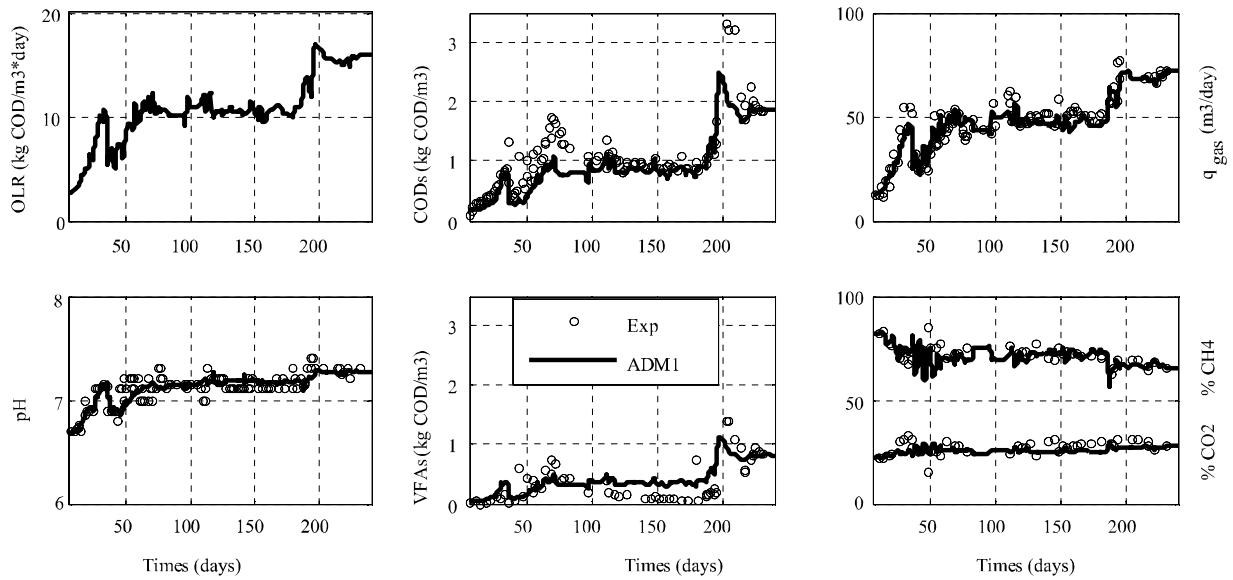 20
10
0
OLR (kg COD/m3*day)
50 100 150 200
3
2
1
0
CODs (kg COD/m3)
50 100 150 200
100
50
0
q gas (m3/day)
50 100 150 200
8
7
6
pH
50 100 150 200
Times (days)
3
2
1
0
VFAs (kg COD/m3)
Exp
ADM1
50 100 150 200
Times (days)
100
50
0
% CH4
% CO2
50 100 150 200
Times (days)